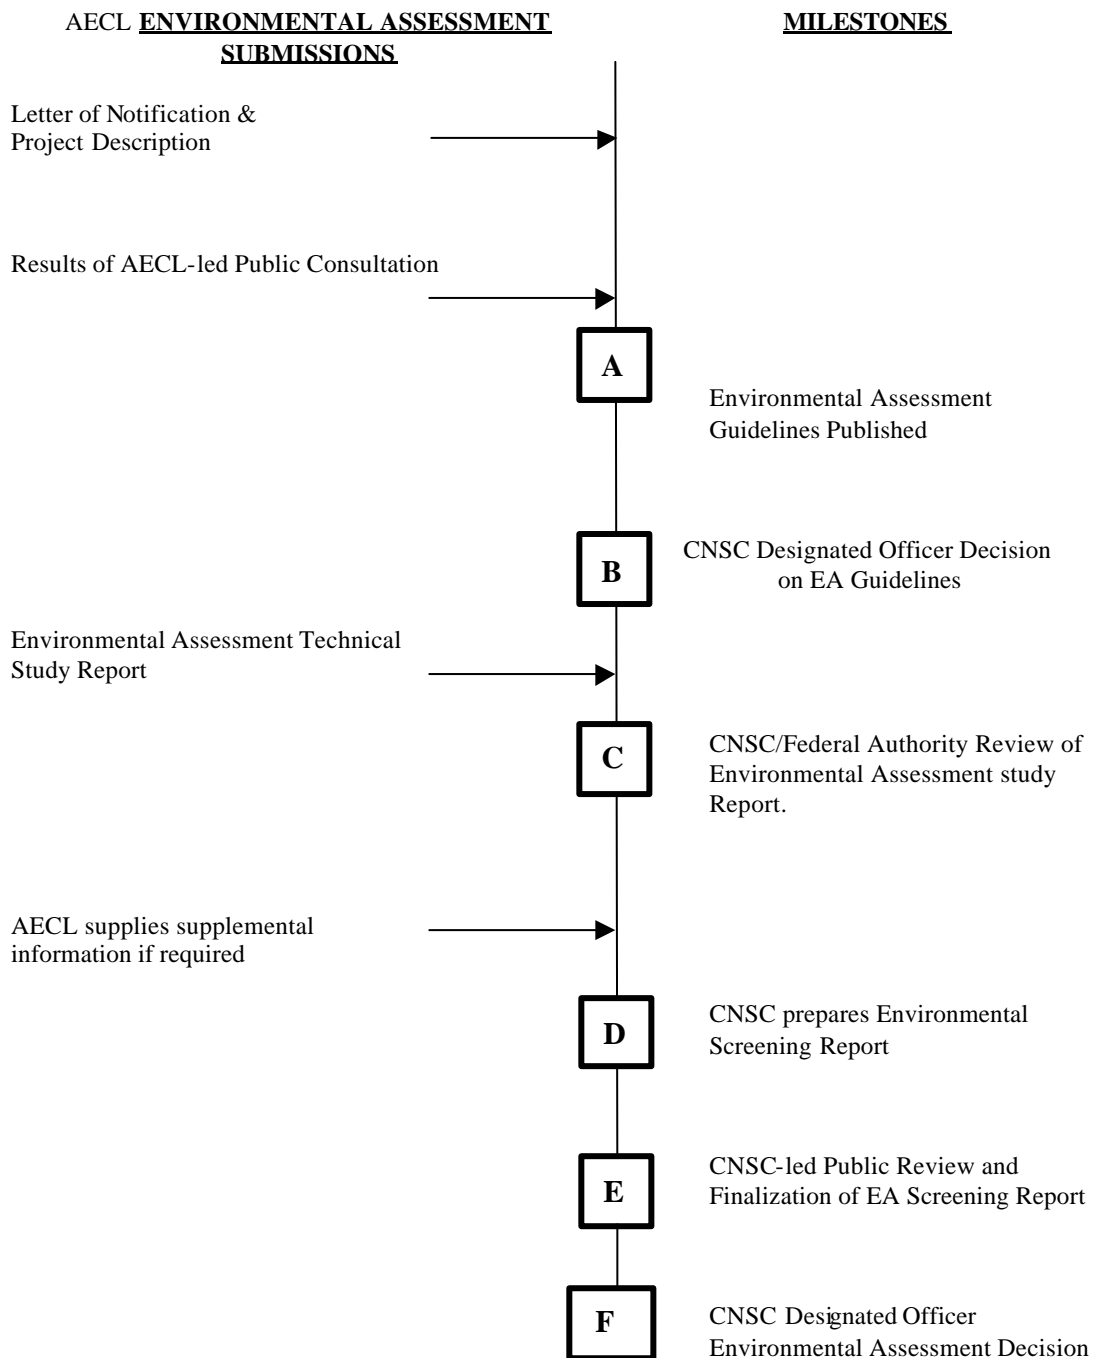 AECL ENVIRONMENTAL ASSESSMENT
SUBMISSIONS
MILESTONES
Letter of Notification &
Project Description
Results of AECL-led Public Consultation
A
Environmental Assessment
Guidelines Published
B
CNSC Designated Officer Decision
on EA Guidelines
Environmental Assessment Technical
Study Report
C
CNSC/Federal Authority Review of
Environmental Assessment study
Report.
AECL supplies supplemental
information if required
D
CNSC prepares Environmental
Screening Report
E
CNSC-led Public Review and
Finalization of EA Screening Report
F
CNSC Designated Officer
Environmental Assessment Decision